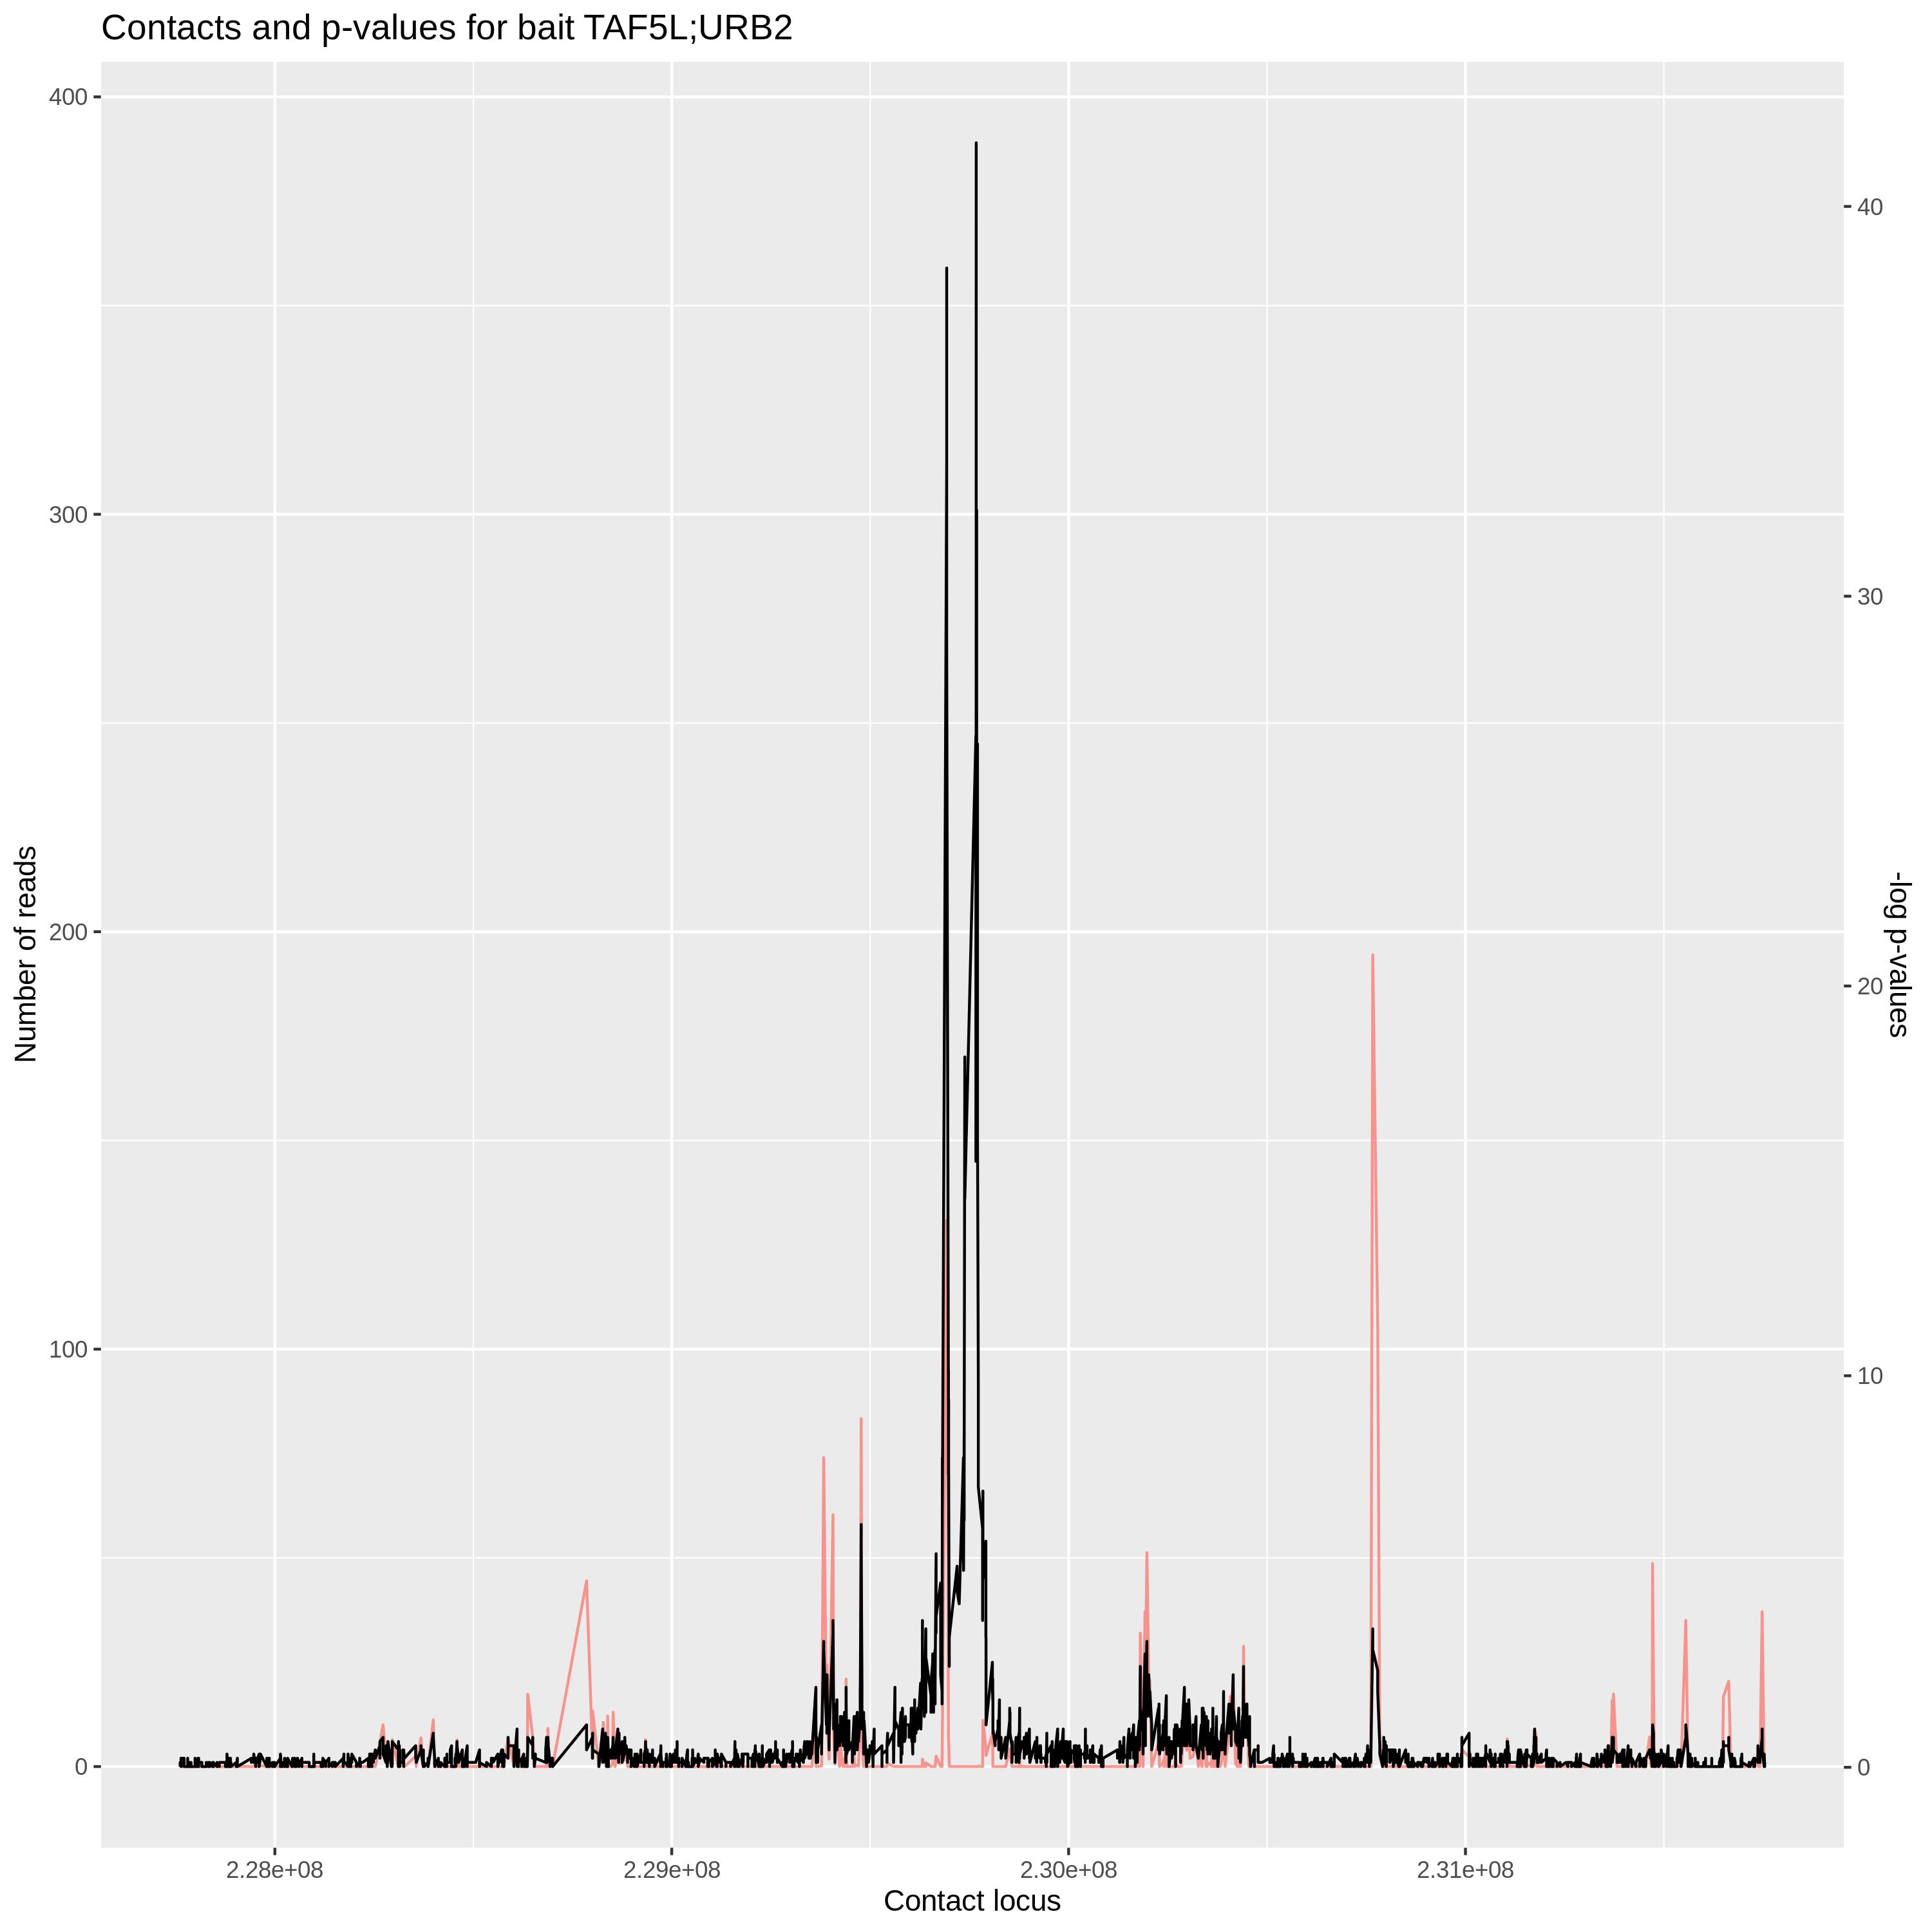 Contacts and p-values for bait TAF5L;URB2
400
300
200
100
0
Number of reads
40
30
20
10
0
-log p-values
2.28e+08
2.29e+08
2.30e+08
2.31e+08
Contact locus